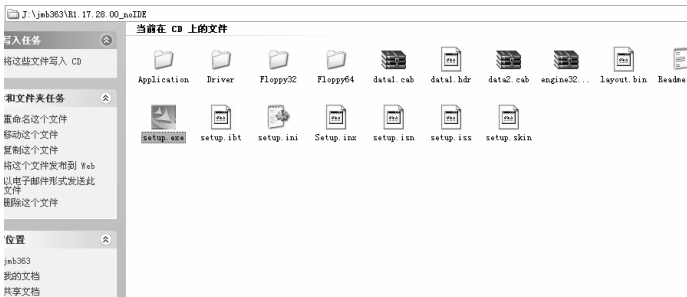 J:\jmb363\R1.17.28.00_noIDE
当前在 CD 上的文件
写入任务
将这些文件写入 CD
Application
Driver
Floppy32
Floppy64
data1.cab
data1.hdr
data2.cab
engine32...
layout.bin
Readme.
和文件夹任务
重命名这个文件
移动这个文件
复制这个文件
将这个文件发布到 Web
以电子邮件形式发送此
文件
删除这个文件
setup.exe
setup.ibt
setup.ini
Setup.inx
setup.isn
setup.iss
setup.skin
位置
jmb363
我的文档
共享文档